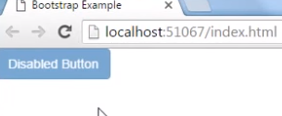 Bootstrap Example
localhost:51067/index.html
Disabled Button